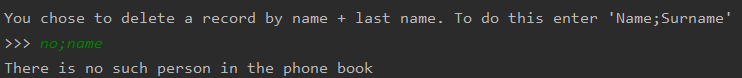 You chose to delete a record by name + last name. To do this enter 'Name;Surname'
>>> no;name
There is no such person in the phone book